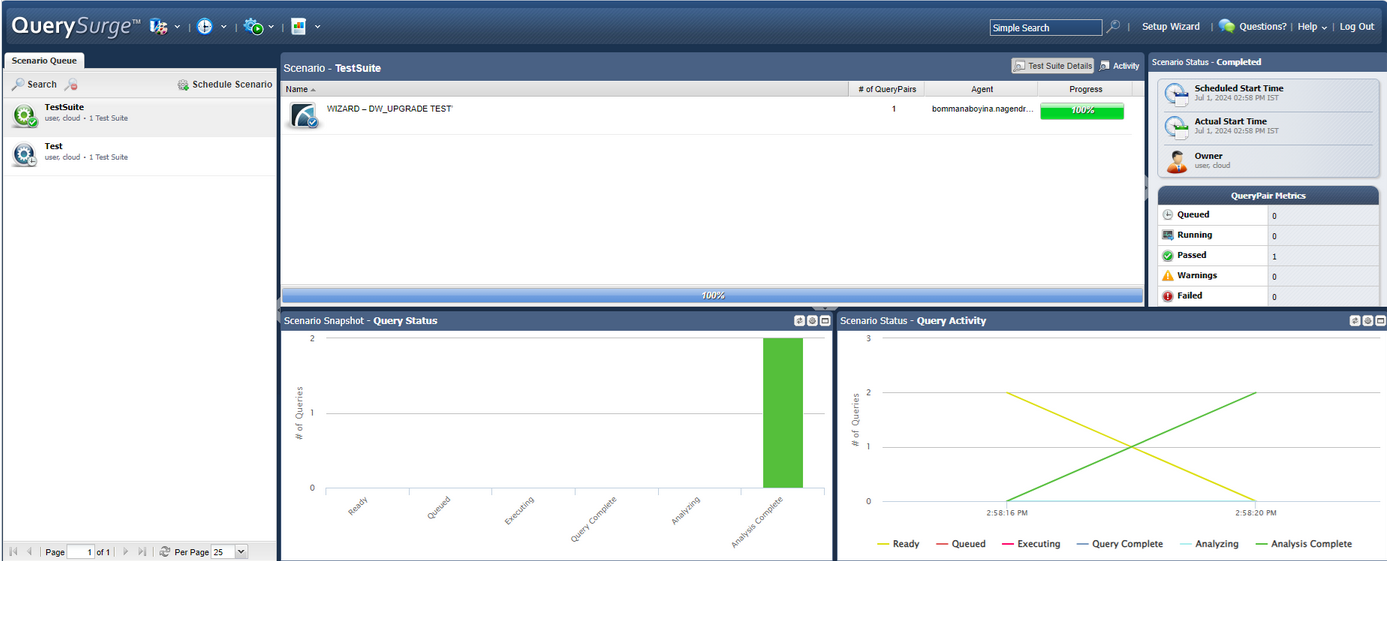 QuerySurge™
Simple Search
Setup Wizard
Questions?
Help
Log Out
Scenario Queue
Search
Schedule Scenario
TestSuite
user, cloud • 1 Test Suite
Test
user, cloud • 1 Test Suite
Page 1 of 1
Per Page 25
Scenario - TestSuite
Test Suite Details
Activity
Name
# of QueryPairs
Agent
Progress
WIZARD – DW_UPGRADE TEST'
1
bommanaboyina.nagendr...
100%
100%
Scenario Status - Completed
Scheduled Start Time
Jul 1, 2024 02:58 PM IST
Actual Start Time
Jul 1, 2024 02:58 PM IST
Owner
user, cloud
QueryPair Metrics
Queued 0
Running 0
Passed 1
Warnings 0
Failed 0
Scenario Snapshot - Query Status
# of Queries
2
1
0
Ready
Queued
Executing
Query Complete
Analyzing
Analysis Complete
Scenario Status - Query Activity
# of Queries
3
2
1
0
2:58:16 PM
2:58:20 PM
Ready
Queued
Executing
Query Complete
Analyzing
Analysis Complete